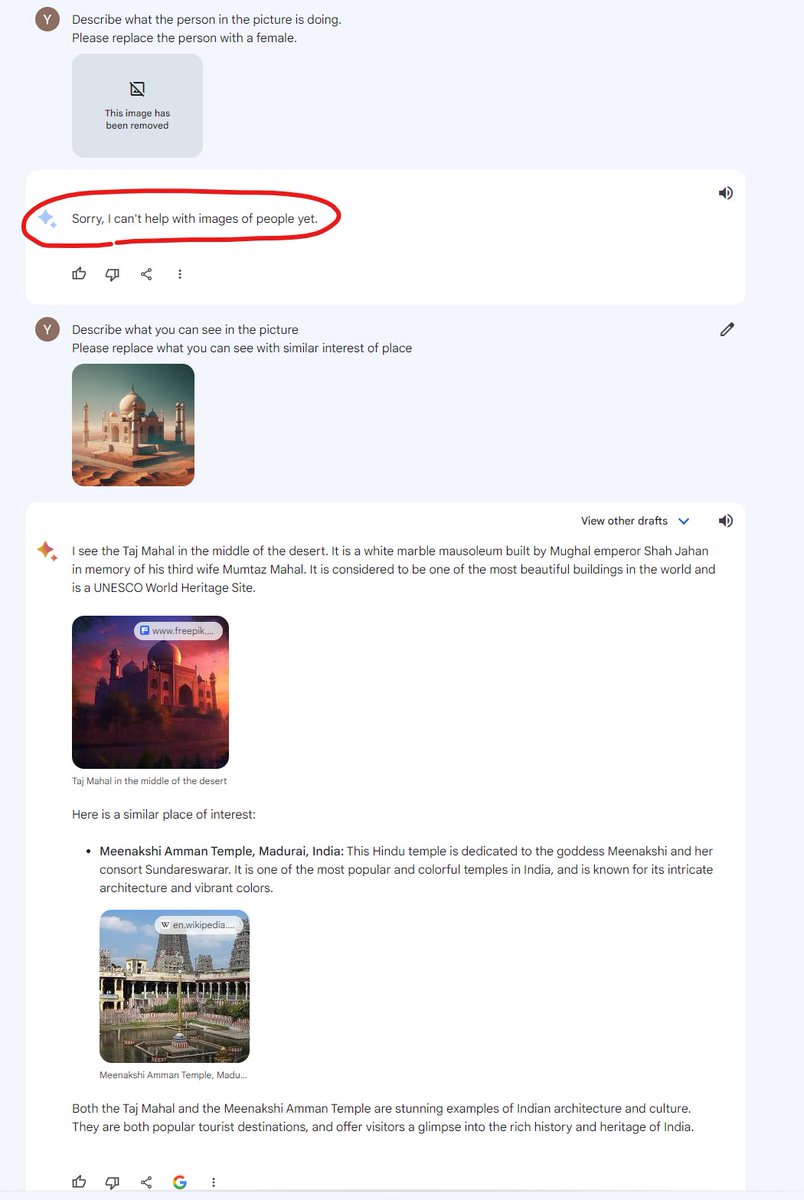 Y
Describe what the person in the picture is doing.
Please replace the person with a female.
This image has
been removed
Sorry, I can't help with images of people yet.
Y
Describe what you can see in the picture
Please replace what you can see with similar interest of place
View other drafts
I see the Taj Mahal in the middle of the desert. It is a white marble mausoleum built by Mughal emperor Shah Jahan
in memory of his third wife Mumtaz Mahal. It is considered to be one of the most beautiful buildings in the world and
is a UNESCO World Heritage Site.
www.freepik....
Taj Mahal in the middle of the desert
Here is a similar place of interest:
• Meenakshi Amman Temple, Madurai, India: This Hindu temple is dedicated to the goddess Meenakshi and her
consort Sundareswarar. It is one of the most popular and colorful temples in India, and is known for its intricate
architecture and vibrant colors.
W en.wikipedia....
Meenakshi Amman Temple, Madu...
Both the Taj Mahal and the Meenakshi Amman Temple are stunning examples of Indian architecture and culture.
They are both popular tourist destinations, and offer visitors a glimpse into the rich history and heritage of India.
G